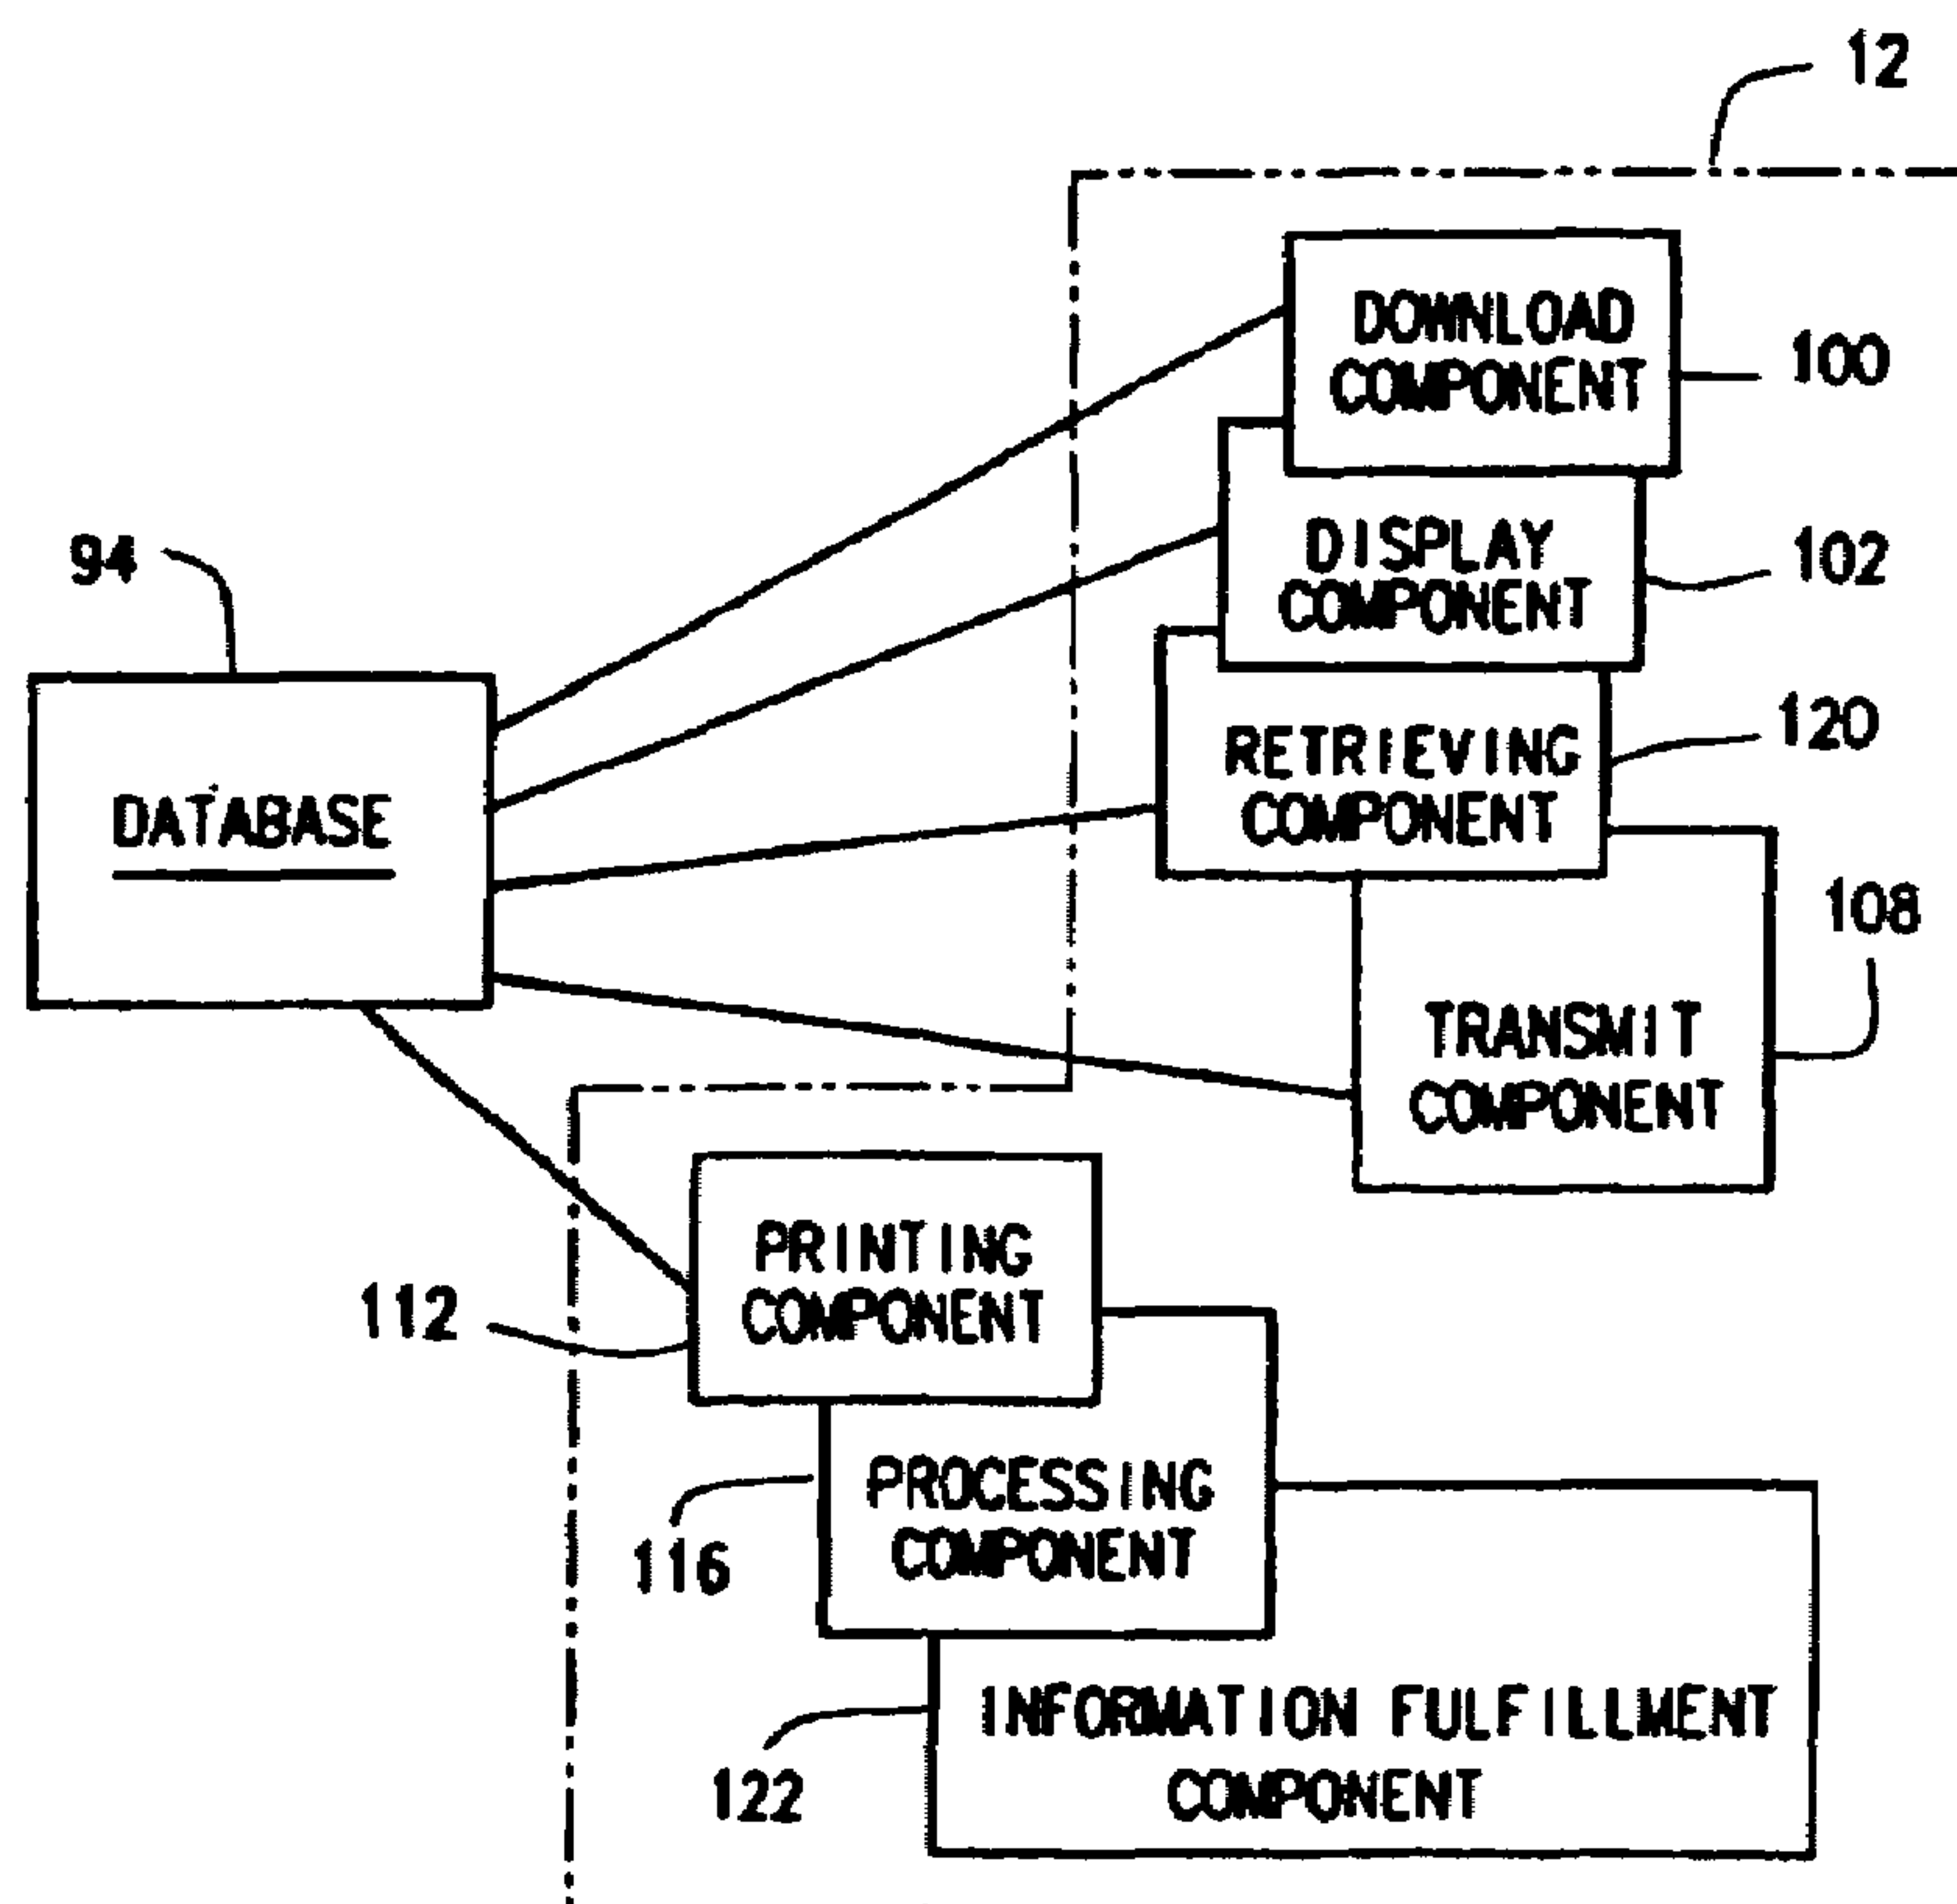 12
DOWNLOAD
COMPONENT
100
94
DISPLAY
COMPONENT
102
RETRIEVING
COMPONENT
120
DATABASE
108
TRANSMIT
COMPONENT
PRINTING
COMPONENT
112
PROCESSING
COMPONENT
116
INFORMATION FULFILLMENT
COMPONENT
122